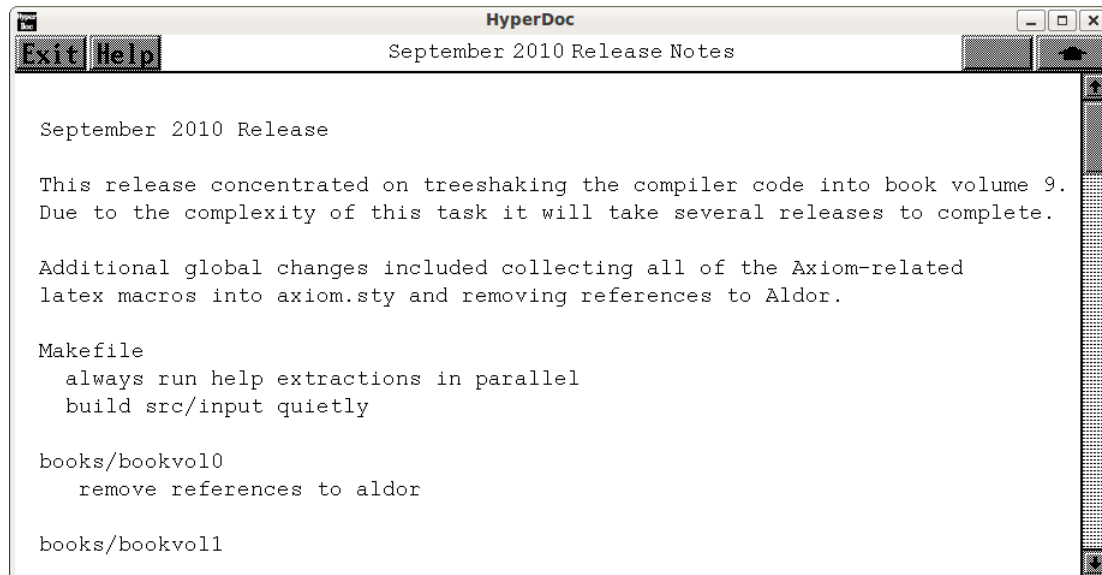 Hyper Doc
HyperDoc
Exit Help September 2010 Release Notes
September 2010 Release
This release concentrated on treeshaking the compiler code into book volume 9.
Due to the complexity of this task it will take several releases to complete.
Additional global changes included collecting all of the Axiom-related
latex macros into axiom.sty and removing references to Aldor.
Makefile
always run help extractions in parallel
build src/input quietly
books/bookvol0
remove references to aldor
books/bookvol1